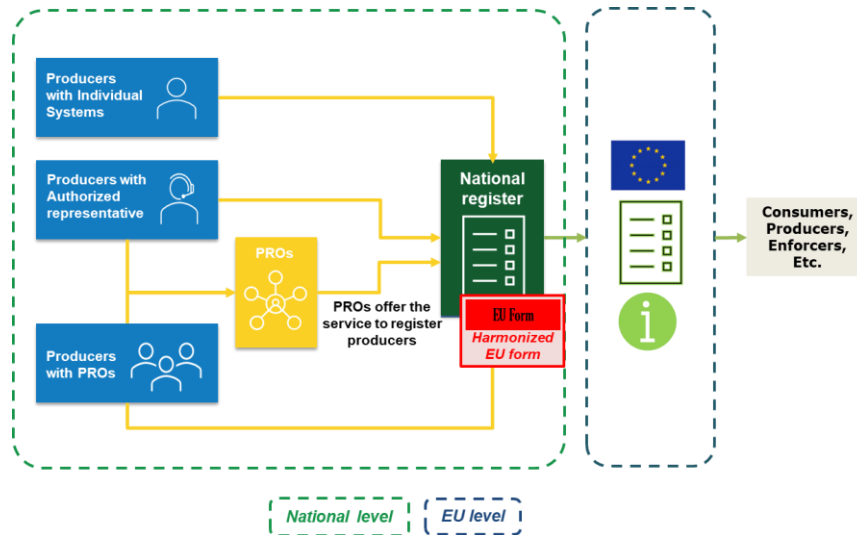 Producers
with Individual
Systems
Producers with
Authorized
representative
National
register
PROs
Consumers,
Producers,
Enforcers,
Etc.
PROs offer the
service to register
producers
EU Form
Harmonized
EU form
Producers
with PROs
National level
EU level